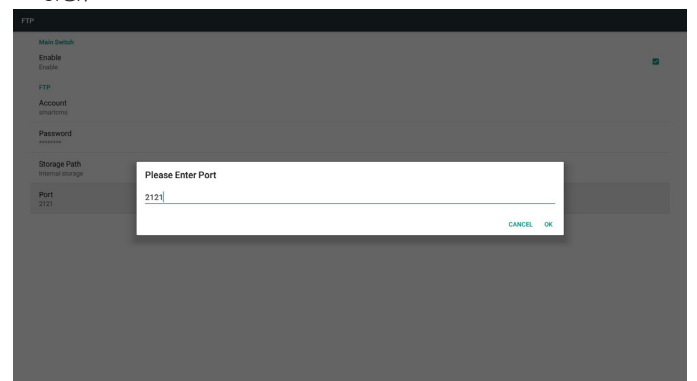 FTP
Main Switch
Enable
Enable
FTP
Account
smartcms
Password
********
Storage Path
Internal storage
Port
2121
Please Enter Port
2121
CANCEL OK